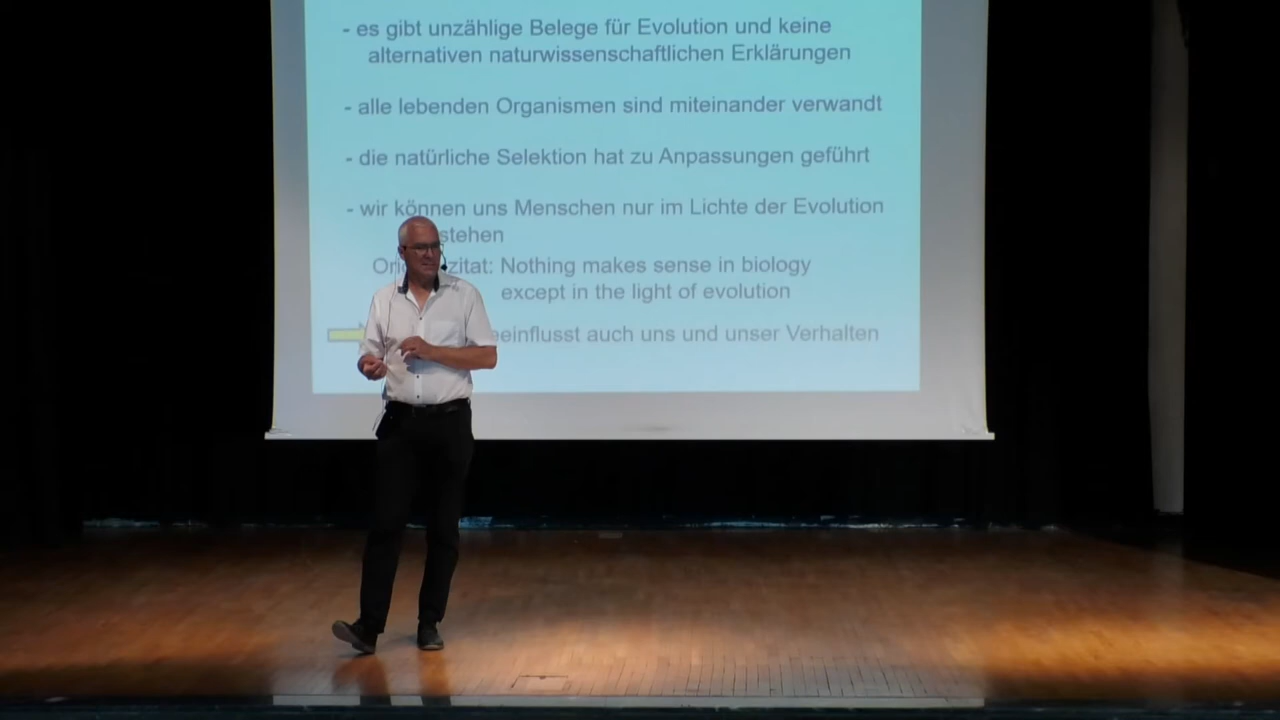 - es gibt unzählige Belege für Evolution und keine
alternativen naturwissenschaftlichen Erklärungen
- alle lebenden Organismen sind miteinander verwandt
- die natürliche Selektion hat zu Anpassungen geführt
- wir können uns Menschen nur im Lichte der Evolution
stehen
Nothing makes sense in biology
except in the light of evolution
auch uns und unser Verhalten